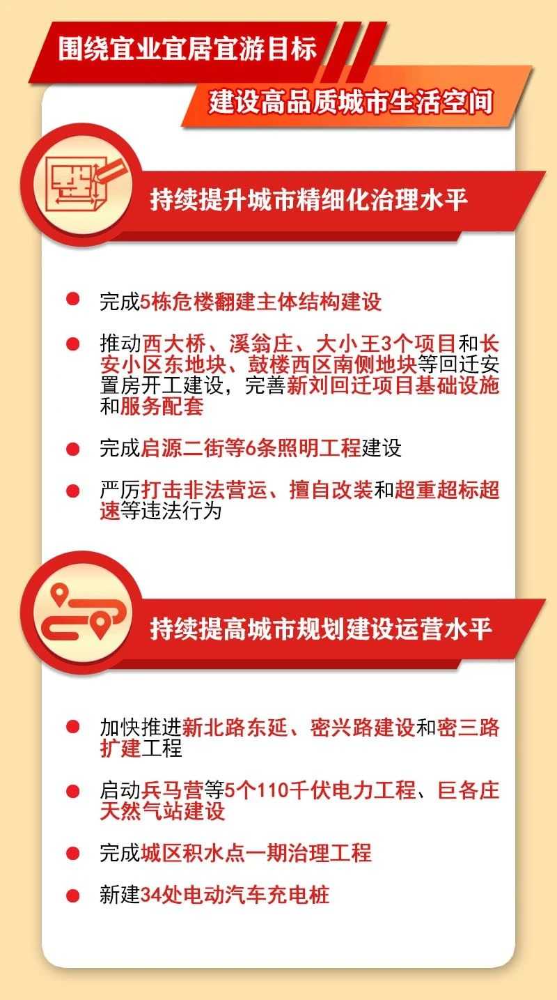 围绕宜业宜居宜游目标
建设高品质城市生活空间
持续提升城市精细化治理水平
完成5栋危楼翻建主体结构建设
推动西大桥、溪翁庄、大小王3个项目和长
安小区东地块、鼓楼西区南侧地块等回迁安
置房开工建设，完善新刘回迁项目基础设施
和服务配套
完成启源二街等6条照明工程建设
严厉打击非法营运、擅自改装和超重超标超
速等违法行为
持续提高城市规划建设运营水平
加快推进新北路东延、密兴路建设和密三路
扩建工程
启动兵马营等5个110千伏电力工程、巨各庄
天然气站建设
完成城区积水点一期治理工程
新建34处电动汽车充电桩